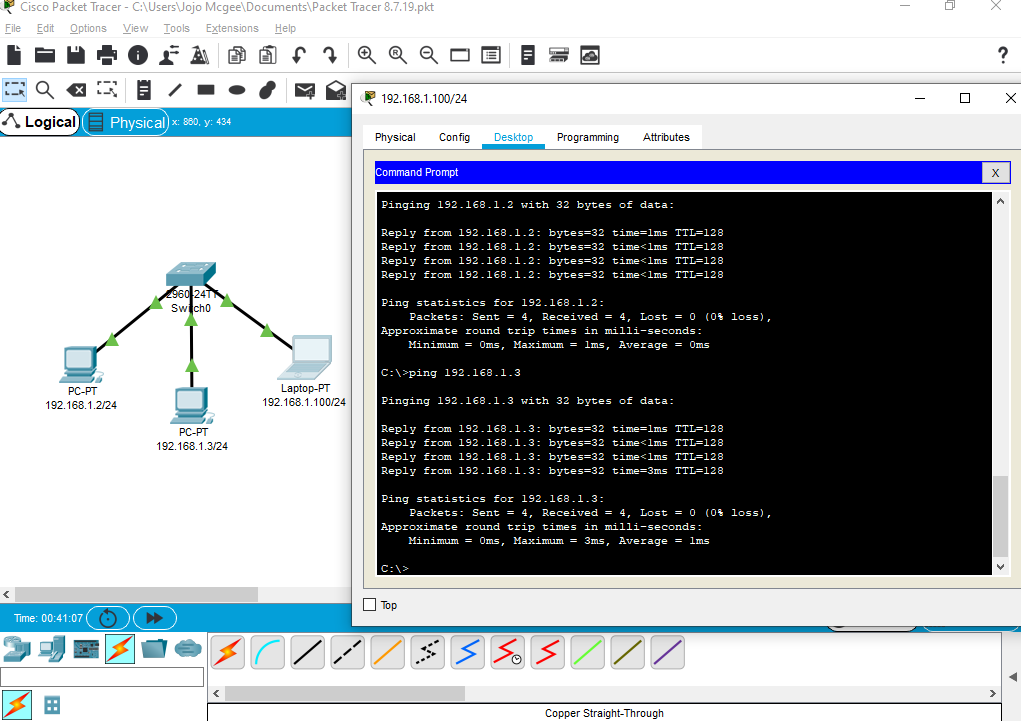 Cisco Packet Tracer - C:\Users\Jojo Mcgee\Documents\Packet Tracer 8.7.19.pkt
File Edit Options View Tools Extensions Help
R
?
Logical Physical x: 860, y: 434
192.168.1.100/24
Physical Config Desktop Programming Attributes
Command Prompt
X
Pinging 192.168.1.2 with 32 bytes of data:
Reply from 192.168.1.2: bytes=32 time=1ms TTL=128
Reply from 192.168.1.2: bytes=32 time<1ms TTL=128
Reply from 192.168.1.2: bytes=32 time<1ms TTL=128
Reply from 192.168.1.2: bytes=32 time<1ms TTL=128
Ping statistics for 192.168.1.2:
Packets: Sent = 4, Received = 4, Lost = 0 (0% loss),
Approximate round trip times in milli-seconds:
Minimum = 0ms, Maximum = 1ms, Average = 0ms
C:\>ping 192.168.1.3
Pinging 192.168.1.3 with 32 bytes of data:
Reply from 192.168.1.3: bytes=32 time=1ms TTL=128
Reply from 192.168.1.3: bytes=32 time<1ms TTL=128
Reply from 192.168.1.3: bytes=32 time<1ms TTL=128
Reply from 192.168.1.3: bytes=32 time=3ms TTL=128
Ping statistics for 192.168.1.3:
Packets: Sent = 4, Received = 4, Lost = 0 (0% loss),
Approximate round trip times in milli-seconds:
Minimum = 0ms, Maximum = 3ms, Average = 1ms
C:\>
Top
2960-24TT
Switch0
PC-PT
192.168.1.2/24
PC-PT
192.168.1.3/24
Laptop-PT
192.168.1.100/24
Time: 00:41:07
Copper Straight-Through